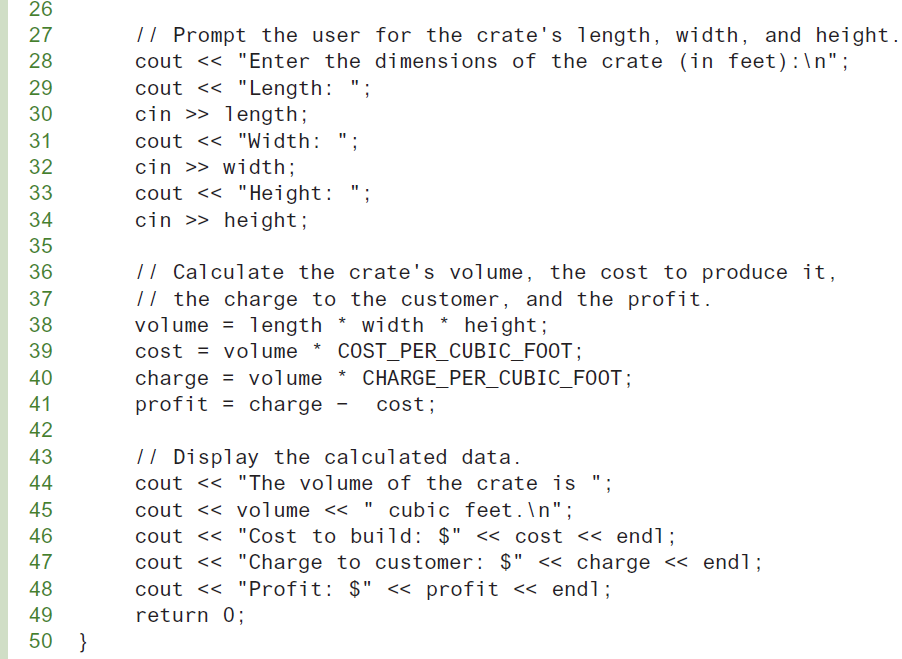 26
27 // Prompt the user for the crate's length, width, and height.
28 cout << "Enter the dimensions of the crate (in feet):\n";
29 cout << "Length: ";
30 cin >> length;
31 cout << "Width: ";
32 cin >> width;
33 cout << "Height: ";
34 cin >> height;
35
36 // Calculate the crate's volume, the cost to produce it,
37 // the charge to the customer, and the profit.
38 volume = length * width * height;
39 cost = volume * COST_PER_CUBIC_FOOT;
40 charge = volume * CHARGE_PER_CUBIC_FOOT;
41 profit = charge − cost;
42
43 // Display the calculated data.
44 cout << "The volume of the crate is ";
45 cout << volume << " cubic feet.\n";
46 cout << "Cost to build: $" << cost << endl;
47 cout << "Charge to customer: $" << charge << endl;
48 cout << "Profit: $" << profit << endl;
49 return 0;
50 }